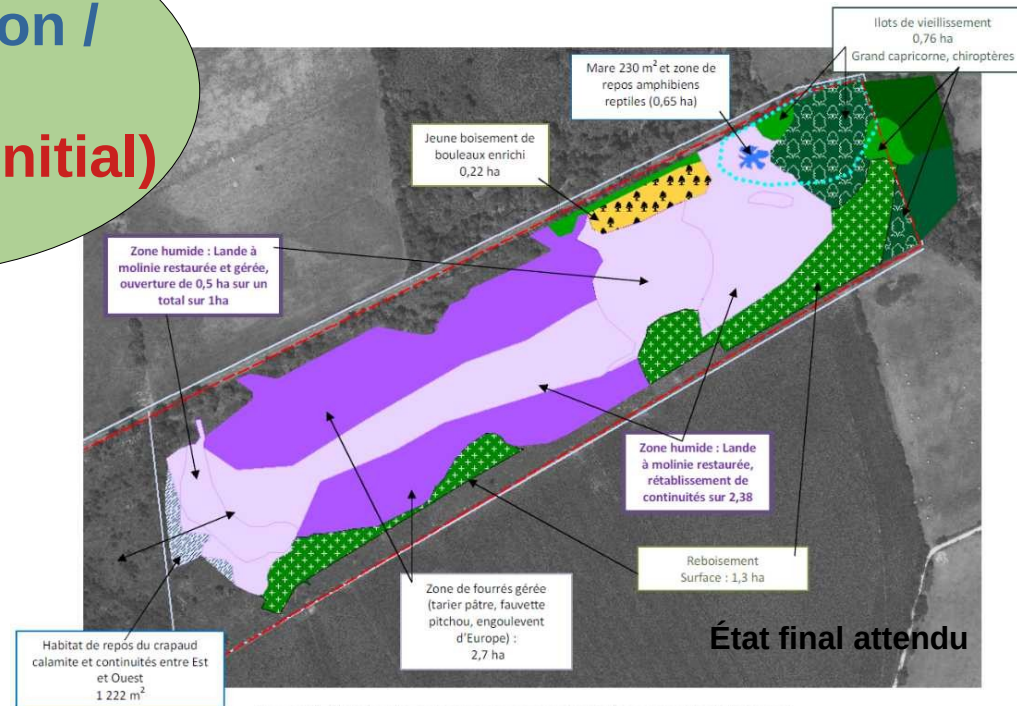 on /
nitial)
Ilots de vieillissement
0,76 ha
Grand capricorne, chiroptères
Mare 230 m² et zone de
repos amphibiens
reptiles (0,65 ha)
Jeune boisement de
bouleaux enrichi
0,22 ha
Zone humide : Lande à
molinie restaurée et gérée,
ouverture de 0,5 ha sur un
total sur 1ha
Zone humide : Lande
à molinie restaurée,
rétablissement de
continuités sur 2,38
Reboisement
Surface : 1,3 ha
Zone de fourrés gérée
(tarier pâtre, fauvette
pitchou, engoulevent
d'Europe) :
2,7 ha
État final attendu
Habitat de repos du crapaud
calamite et continuités entre Est
et Ouest
1 222 m²